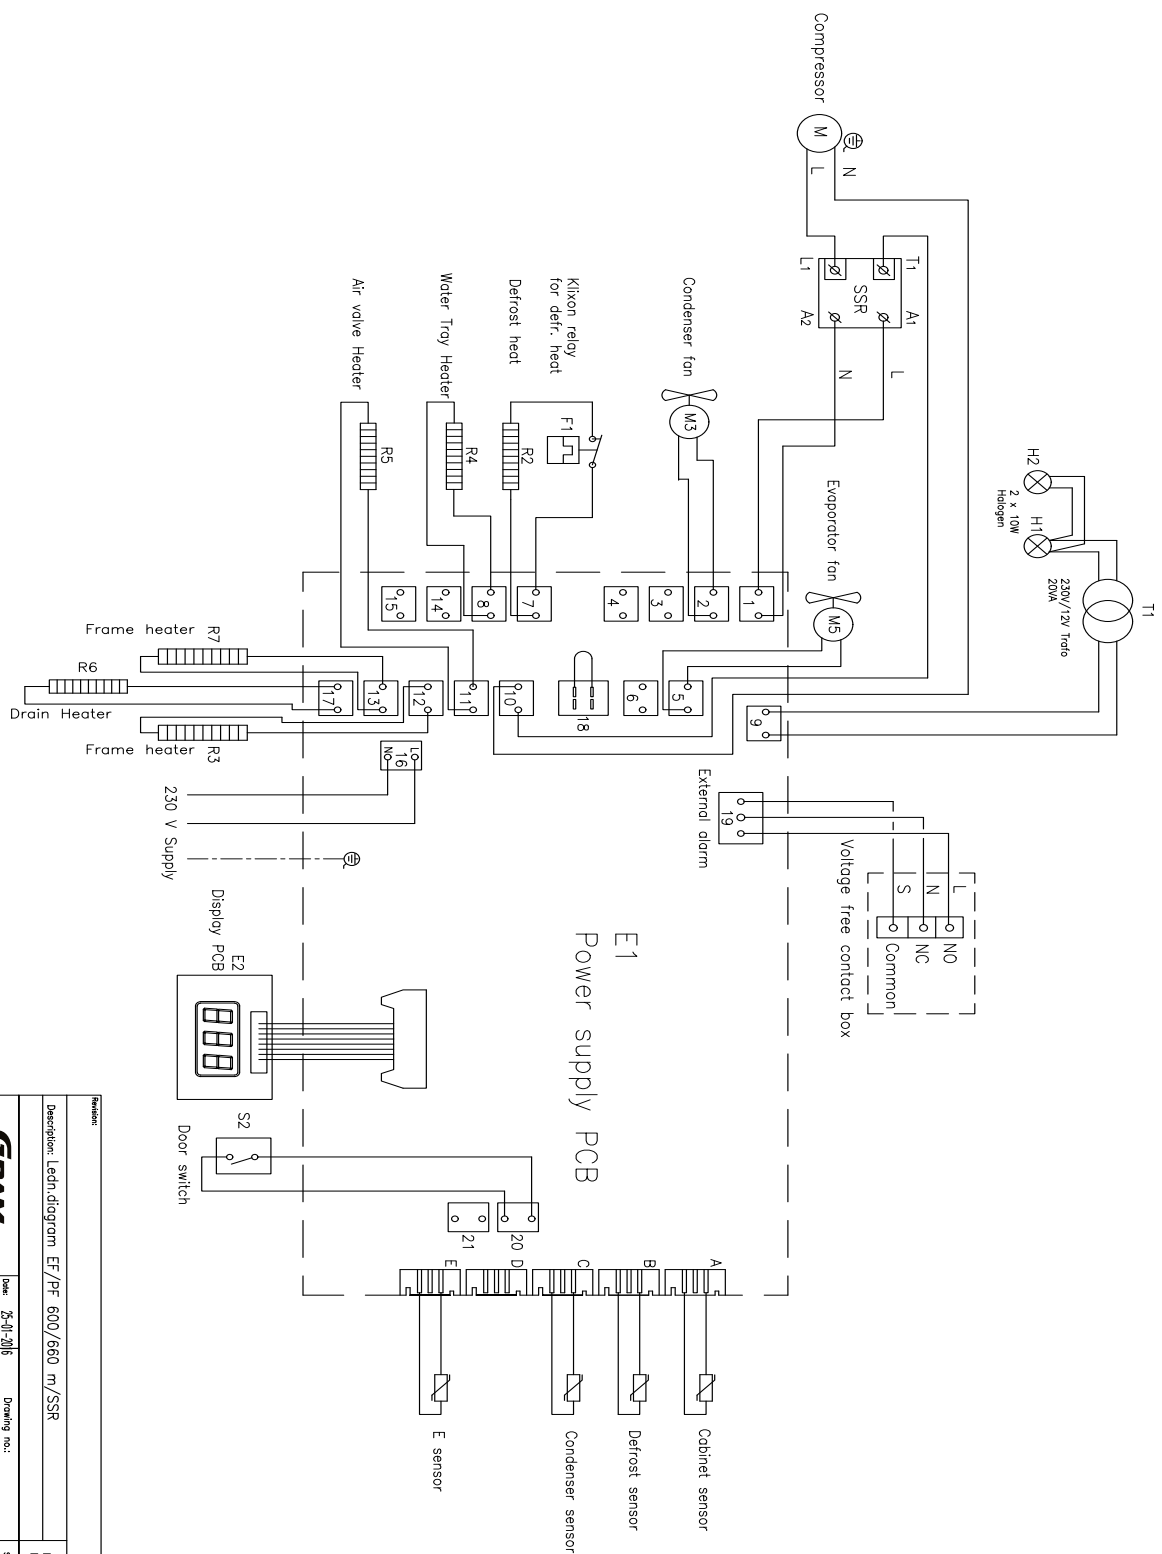 Compressor
M
N
L
T1
L1
SSR
A1
A2
L
N
H2
H1
2 x 10W
Halogen
T1
230V/12V Trafo
20VA
Condenser fan
M3
Evaporator fan
M5
Klixon relay
for defr. heat
F1
Defrost heat
R2
Water Tray Heater
R4
Air valve Heater
R5
1
2
3
4
7
8
14
15
9
5
6
18
10
11
12
13
17
Frame heater
R7
R6
Drain Heater
Frame heater
R3
L
N
16
230 V Supply
19
External alarm
L
N
S
NO
NC
Common
Voltage free contact box
E1
Power supply PCB
E2
Display PCB
S2
Door switch
20
21
A
B
C
D
E
Cabinet sensor
Defrost sensor
Condenser sensor
E sensor
Revision:
Description: Ledn.diagram EF/PF 600/660 m/SSR
Date: 25-01-2016
Drawing no.: